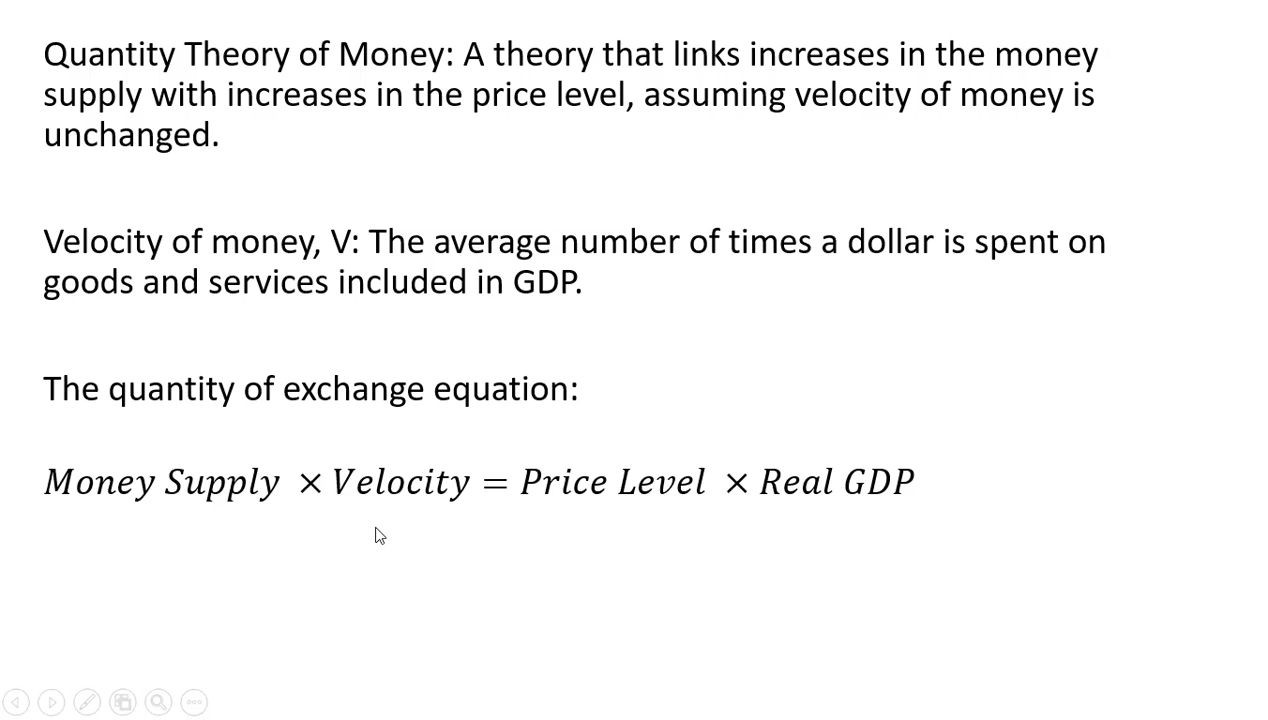 Quantity Theory of Money: A theory that links increases in the money
supply with increases in the price level, assuming velocity of money is
unchanged.
Velocity of money, V: The average number of times a dollar is spent on
goods and services included in GDP.
The quantity of exchange equation:
Money Supply × Velocity = Price Level × Real GDP